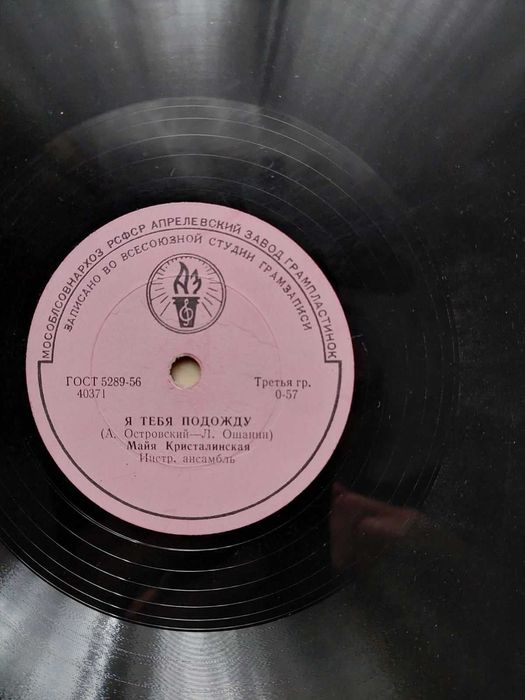 МОСОБЛСОВНАРХОЗ РСФСР АПРЕЛЕВСКИЙ ЗАВОД ГРАМПЛАСТИНОК
ЗАПИСАНО ВО ВСЕСОЮЗНОЙ СТУДИИ ГРАМЗАПИСИ
АЗ
ГОСТ 5289-56 Третья гр.
40371 0-57
Я ТЕБЯ ПОДОЖДУ
(А. Островский—Л. Ошанин)
Майя Кристалинская
Инстр. ансамбль